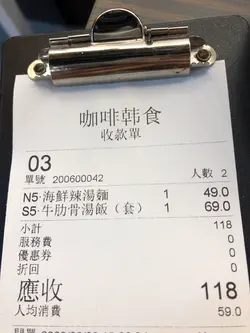 咖啡韩食
收款單
03
單號 200600042 人數 2
N5·海鮮辣湯麵 1 49.0
S5·牛肋骨湯飯（套） 1 69.0
小計 118
服務費 0
優惠券 0
折回 0
應收 118
人均消費 59.0